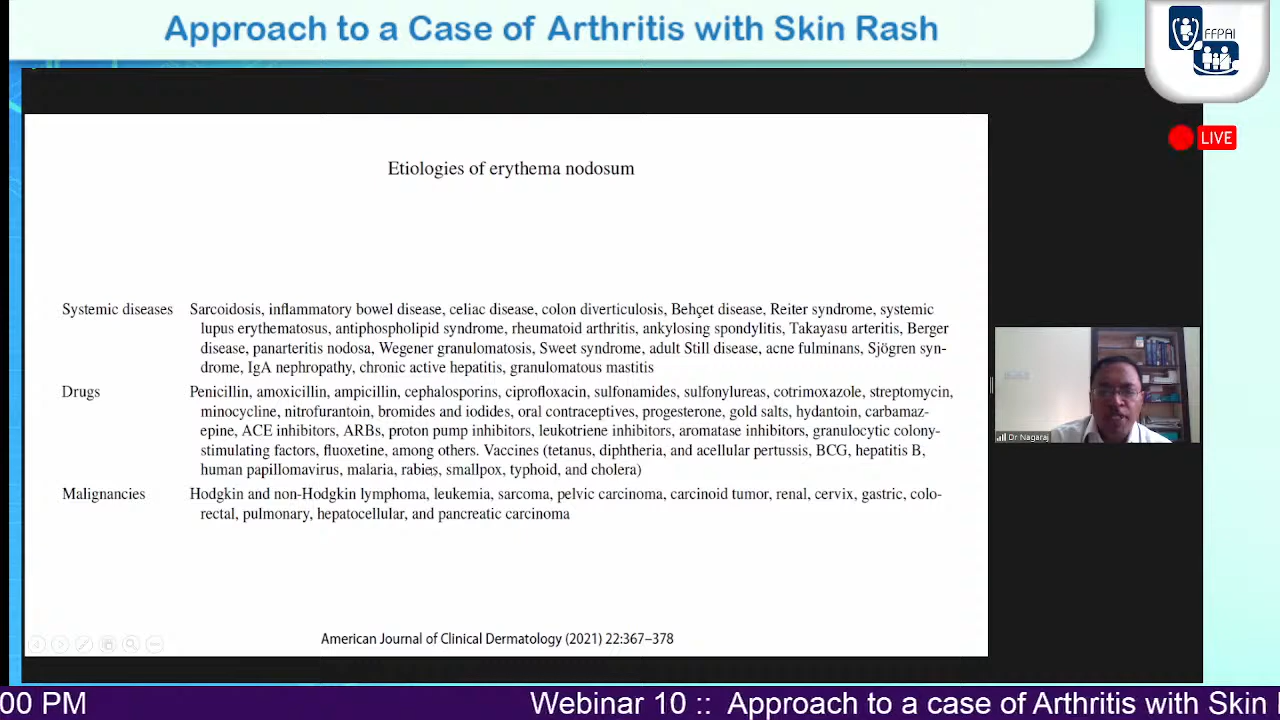 Approach to a Case of Arthritis with Skin Rash
FFPAI
LIVE
Etiologies of erythema nodosum
Systemic diseases Sarcoidosis, inflammatory bowel disease, celiac disease, colon diverticulosis, Behçet disease, Reiter syndrome, systemic
lupus erythematosus, antiphospholipid syndrome, rheumatoid arthritis, ankylosing spondylitis, Takayasu arteritis, Berger
disease, panarteritis nodosa, Wegener granulomatosis, Sweet syndrome, adult Still disease, acne fulminans, Sjögren syn-
drome, IgA nephropathy, chronic active hepatitis, granulomatous mastitis
Drugs Penicillin, amoxicillin, ampicillin, cephalosporins, ciprofloxacin, sulfonamides, sulfonylureas, cotrimoxazole, streptomycin,
minocycline, nitrofurantoin, bromides and iodides, oral contraceptives, progesterone, gold salts, hydantoin, carbamaz-
epine, ACE inhibitors, ARBs, proton pump inhibitors, leukotriene inhibitors, aromatase inhibitors, granulocytic colony-
stimulating factors, fluoxetine, among others. Vaccines (tetanus, diphtheria, and acellular pertussis, BCG, hepatitis B,
human papillomavirus, malaria, rabies, smallpox, typhoid, and cholera)
Malignancies Hodgkin and non-Hodgkin lymphoma, leukemia, sarcoma, pelvic carcinoma, carcinoid tumor, renal, cervix, gastric, colo-
rectal, pulmonary, hepatocellular, and pancreatic carcinoma
American Journal of Clinical Dermatology (2021) 22:367–378
Dr Nagaraj
:00 PM Webinar 10 :: Approach to a case of Arthritis with Skin